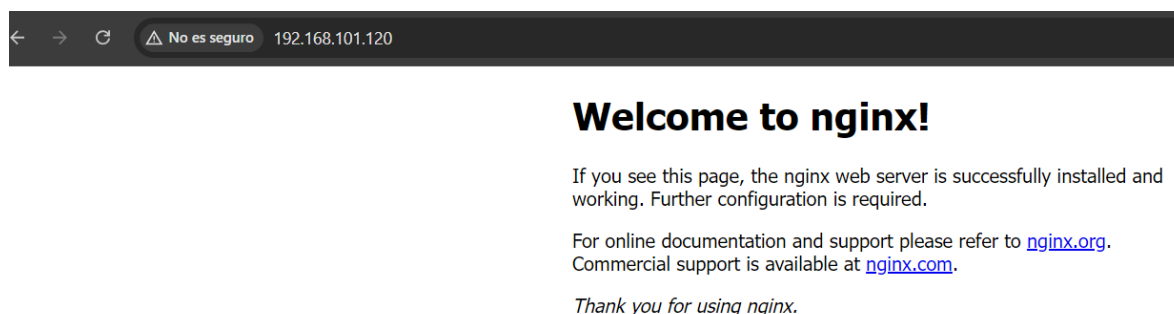 No es seguro 192.168.101.120
Welcome to nginx!
If you see this page, the nginx web server is successfully installed and
working. Further configuration is required.
For online documentation and support please refer to nginx.org.
Commercial support is available at nginx.com.
Thank you for using nginx.